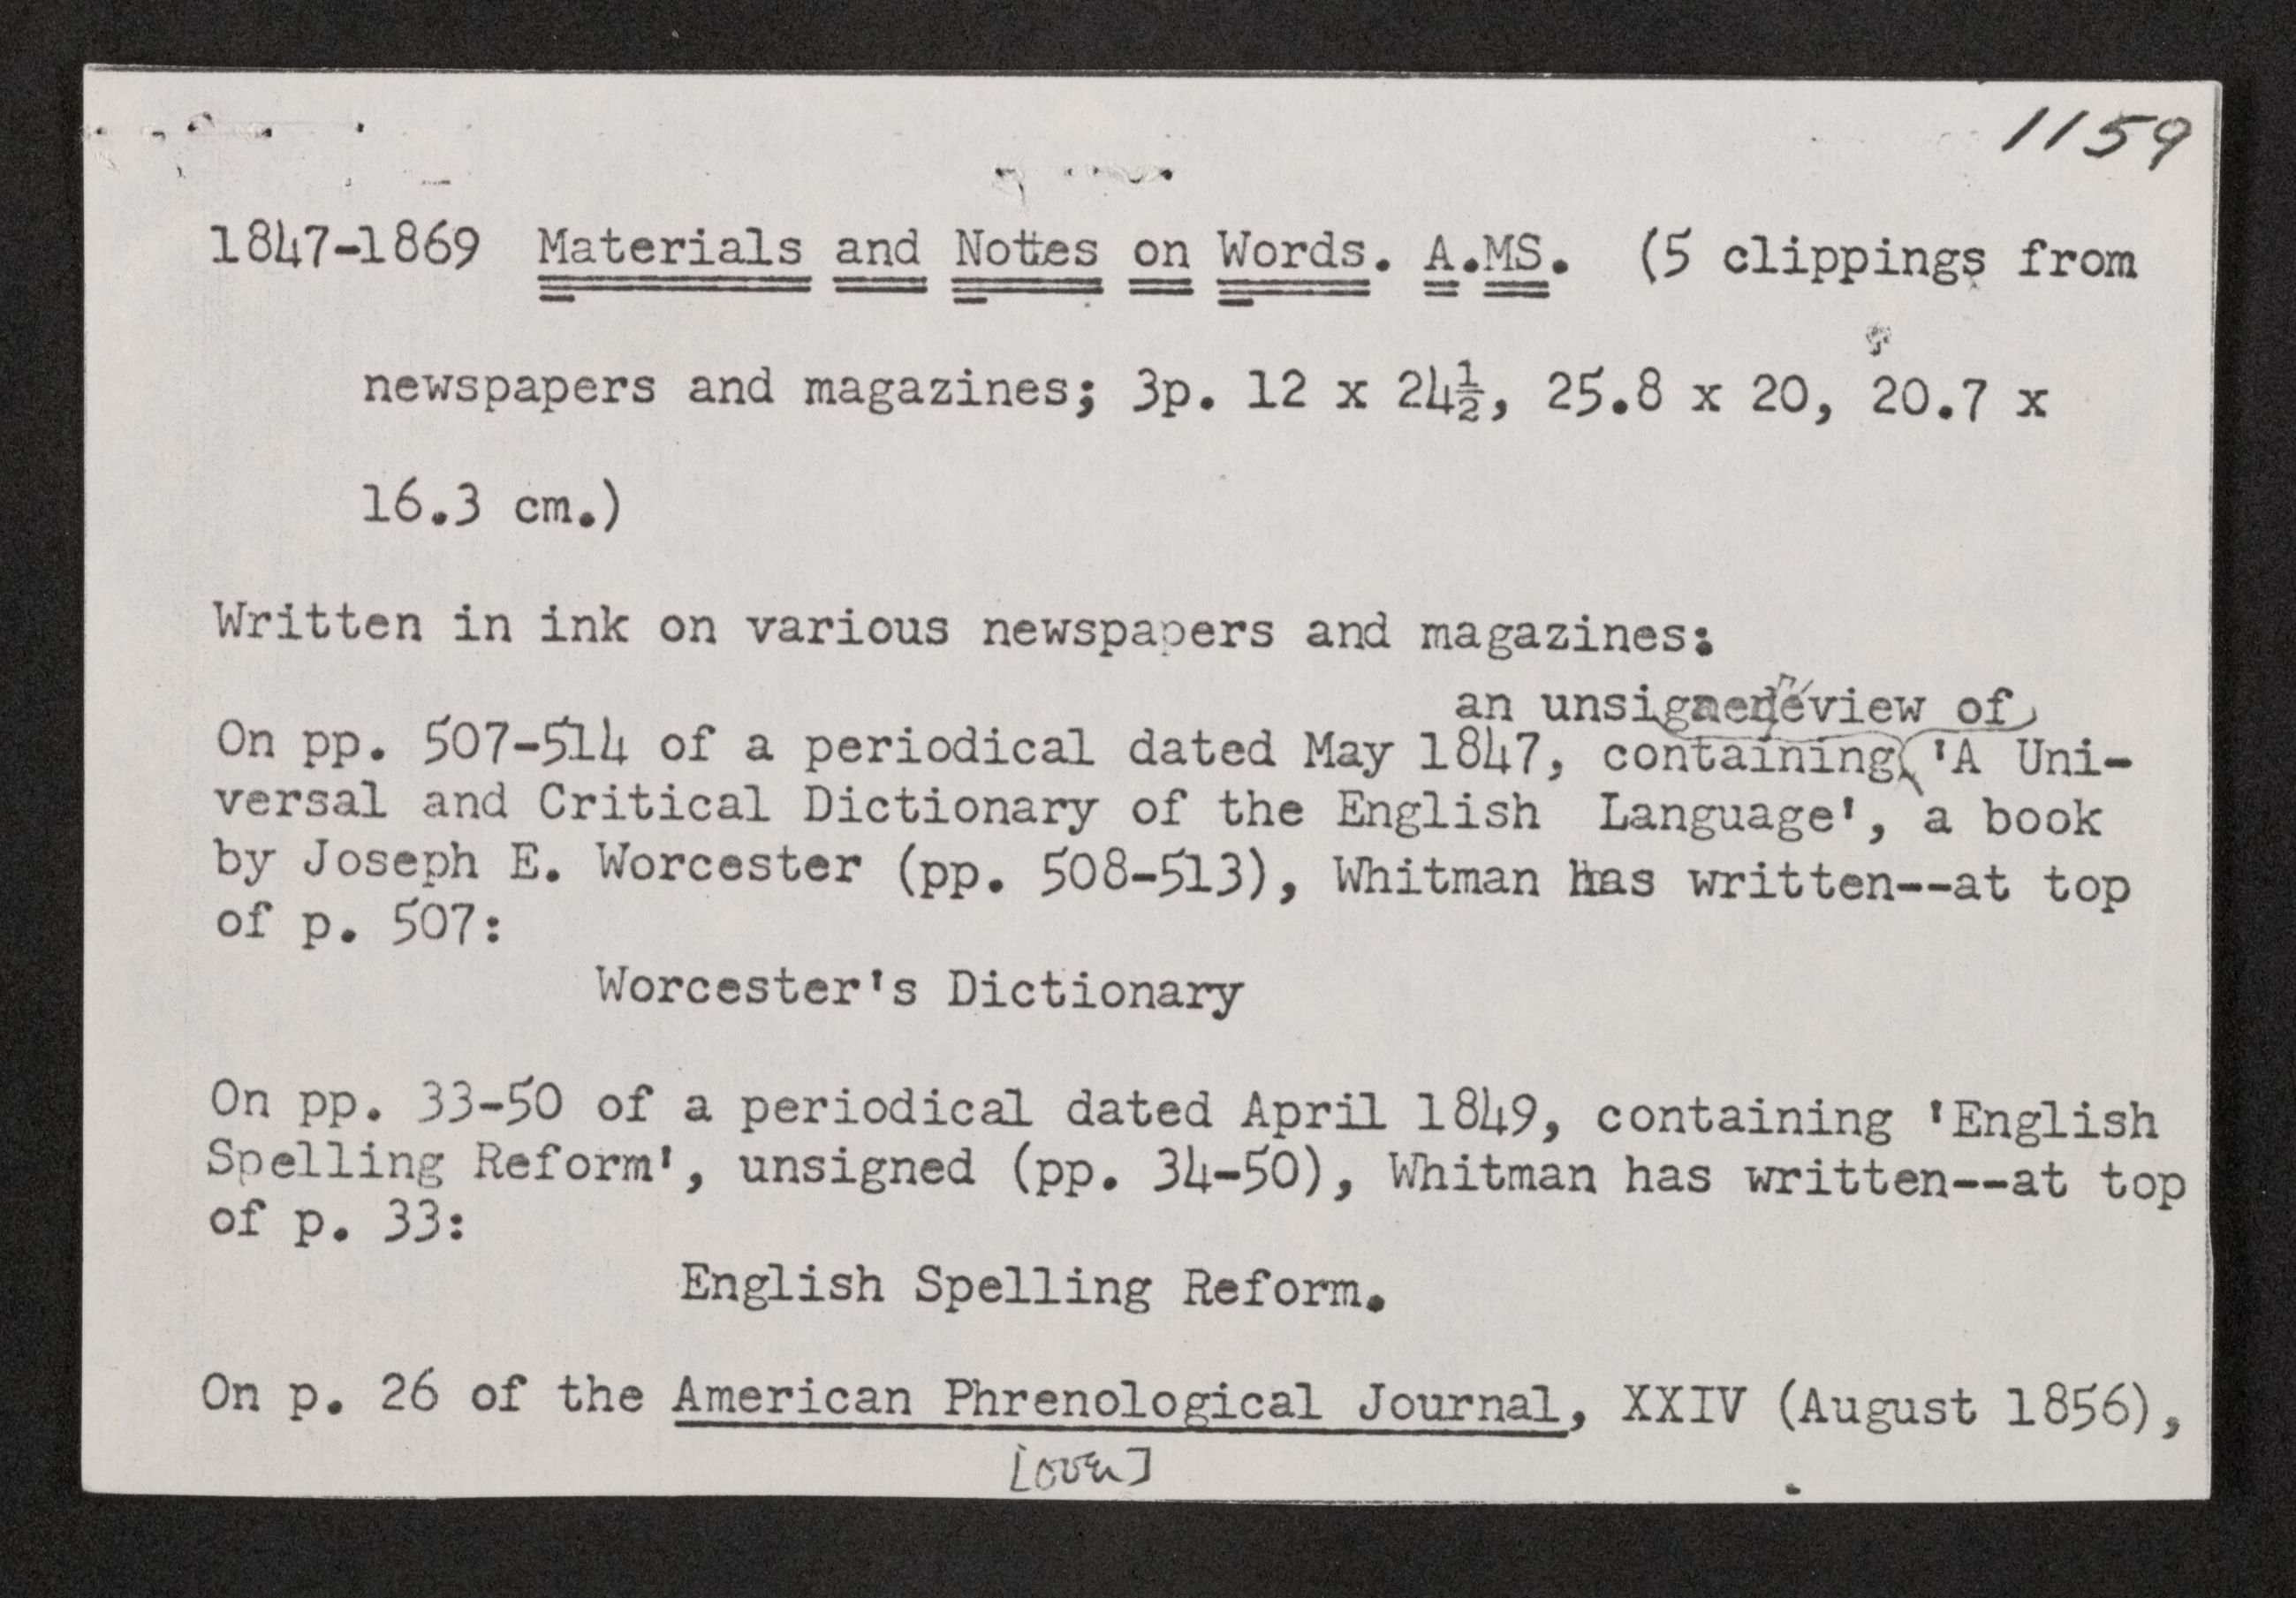 1159
1847-1869 Materials and Notes on Words. A.MS. (5 clippings from
newspapers and magazines; 3p. 12 x 24½, 25.8 x 20, 20.7 x
16.3 cm.)
Written in ink on various newspapers and magazines:
an unsigned review of
On pp. 507-514 of a periodical dated May 1847, containing 'A Uni-
versal and Critical Dictionary of the English Language', a book
by Joseph E. Worcester (pp. 508-513), Whitman has written--at top
of p. 507:
Worcester's Dictionary
On pp. 33-50 of a periodical dated April 1849, containing 'English
Spelling Reform', unsigned (pp. 34-50), Whitman has written--at top
of p. 33:
English Spelling Reform.
On p. 26 of the American Phrenological Journal, XXIV (August 1856),
[over]